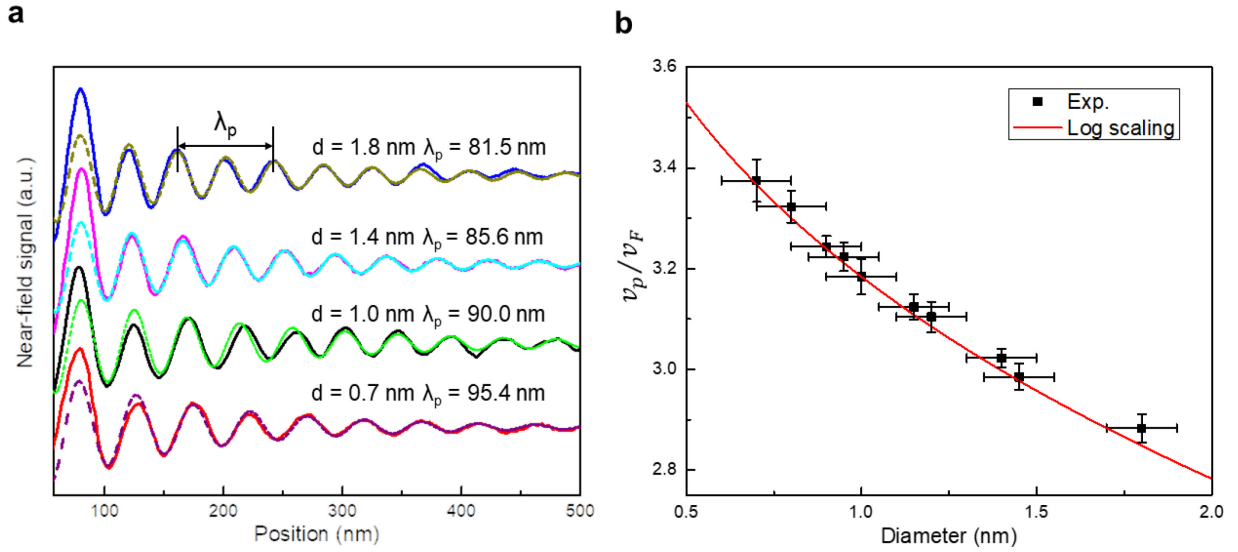 a
Near-field signal (a.u.)
λp
d = 1.8 nm λp = 81.5 nm
d = 1.4 nm λp = 85.6 nm
d = 1.0 nm λp = 90.0 nm
d = 0.7 nm λp = 95.4 nm
100 200 300 400 500
Position (nm)
b
νp/νF
3.6
3.4
3.2
3.0
2.8
Exp.
Log scaling
0.5 1.0 1.5 2.0
Diameter (nm)